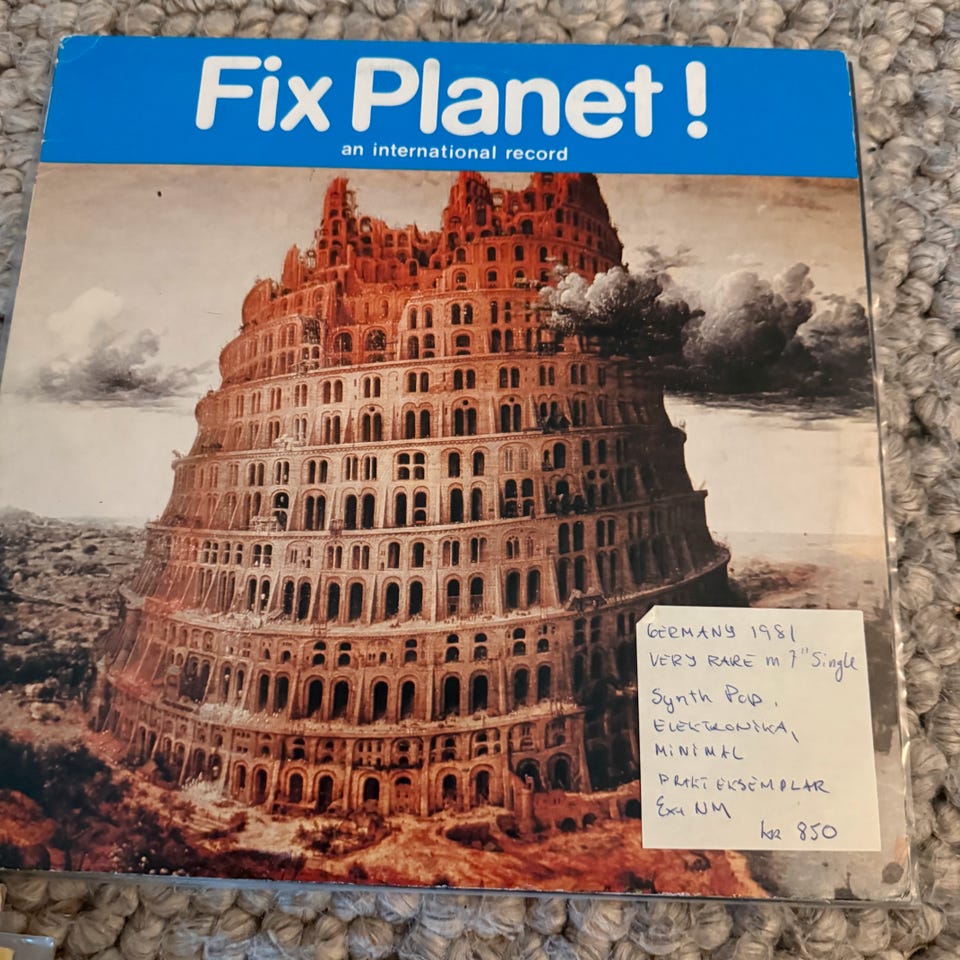 Fix Planet !
an international record
GERMANY 1981
VERY RARE m 7" Single
Synth Pop,
ELEKTRONIKA,
MINIMAL
PRAKTEKSEMPLAR
Ex+ NM
kr 850